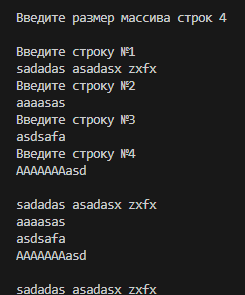 Введите размер массива строк 4
Введите строку №1
sadadas asadasx zxfx
Введите строку №2
aaaasas
Введите строку №3
asdsafa
Введите строку №4
AAAAAAAasd
sadadas asadasx zxfx
aaaasas
asdsafa
AAAAAAAasd
sadadas asadasx zxfx